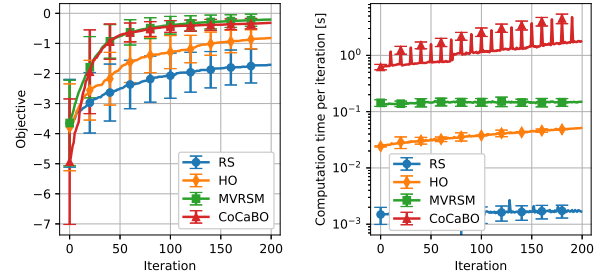 0
−1
−2
−3
−4
−5
−6
−7
Objective
0
50
100
150
200
Iteration
RS
HO
MVRSM
CoCaBO
10⁰
10⁻¹
10⁻²
10⁻³
Computation time per iteration [s]
0
50
100
150
200
Iteration
RS
HO
MVRSM
CoCaBO